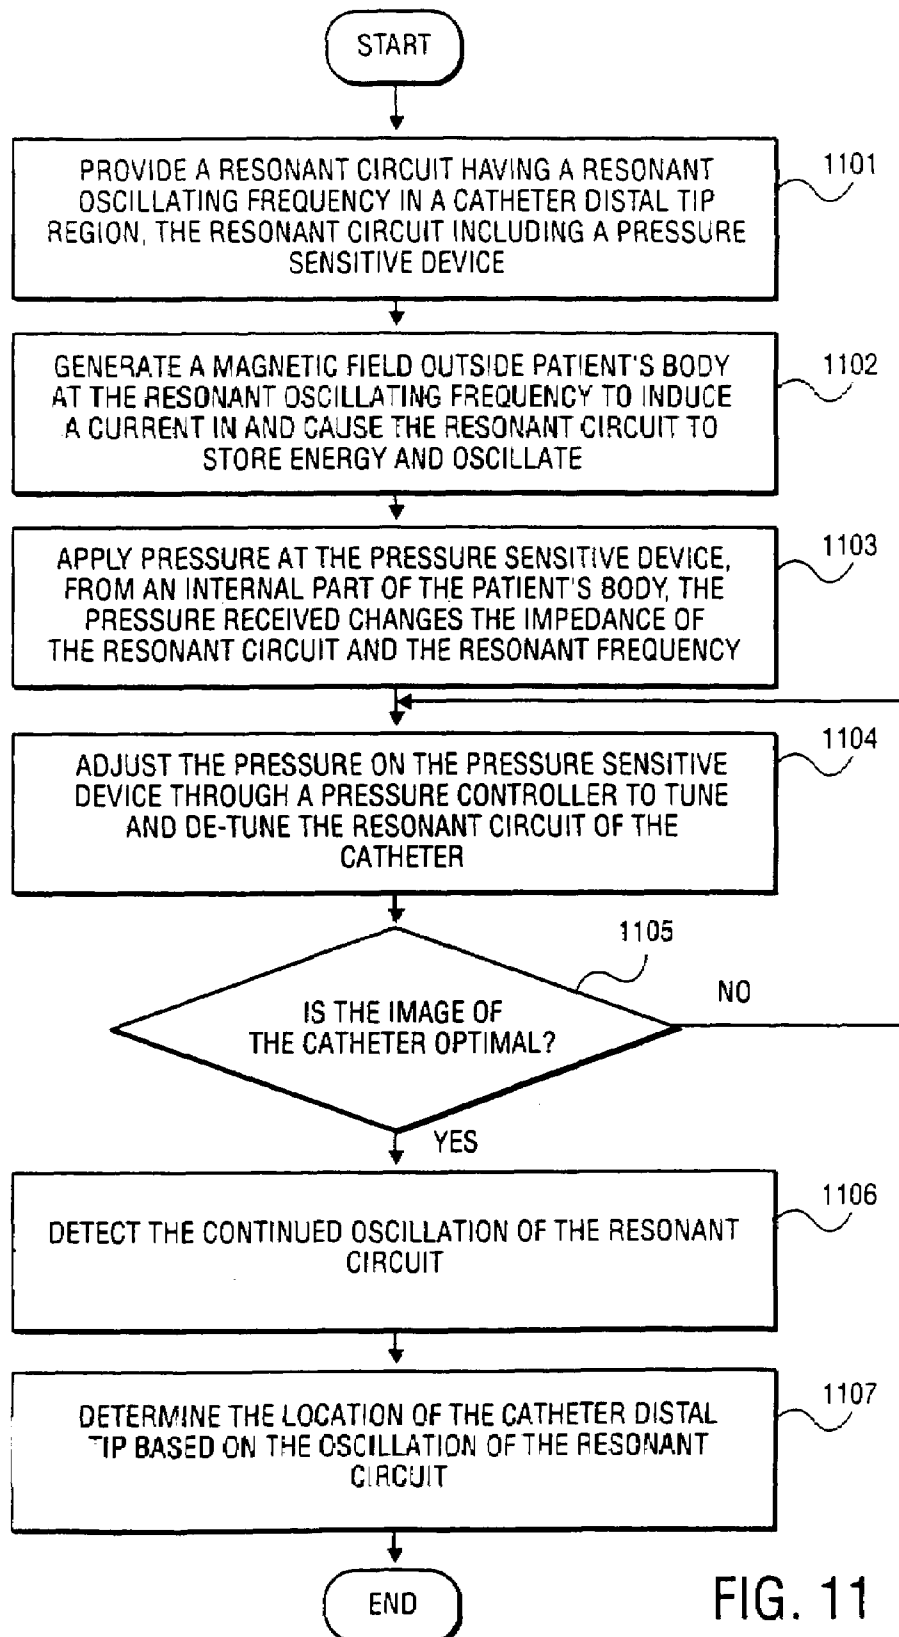 START
PROVIDE A RESONANT CIRCUIT HAVING A RESONANT
OSCILLATING FREQUENCY IN A CATHETER DISTAL TIP
REGION, THE RESONANT CIRCUIT INCLUDING A PRESSURE
SENSITIVE DEVICE
1101
GENERATE A MAGNETIC FIELD OUTSIDE PATIENT'S BODY
AT THE RESONANT OSCILLATING FREQUENCY TO INDUCE
A CURRENT IN AND CAUSE THE RESONANT CIRCUIT TO
STORE ENERGY AND OSCILLATE
1102
APPLY PRESSURE AT THE PRESSURE SENSITIVE DEVICE,
FROM AN INTERNAL PART OF THE PATIENT'S BODY, THE
PRESSURE RECEIVED CHANGES THE IMPEDANCE OF
THE RESONANT CIRCUIT AND THE RESONANT FREQUENCY
1103
ADJUST THE PRESSURE ON THE PRESSURE SENSITIVE
DEVICE THROUGH A PRESSURE CONTROLLER TO TUNE
AND DE-TUNE THE RESONANT CIRCUIT OF THE
CATHETER
1104
IS THE IMAGE OF
THE CATHETER OPTIMAL?
1105
NO
YES
DETECT THE CONTINUED OSCILLATION OF THE RESONANT
CIRCUIT
1106
DETERMINE THE LOCATION OF THE CATHETER DISTAL
TIP BASED ON THE OSCILLATION OF THE RESONANT
CIRCUIT
1107
END
FIG. 11